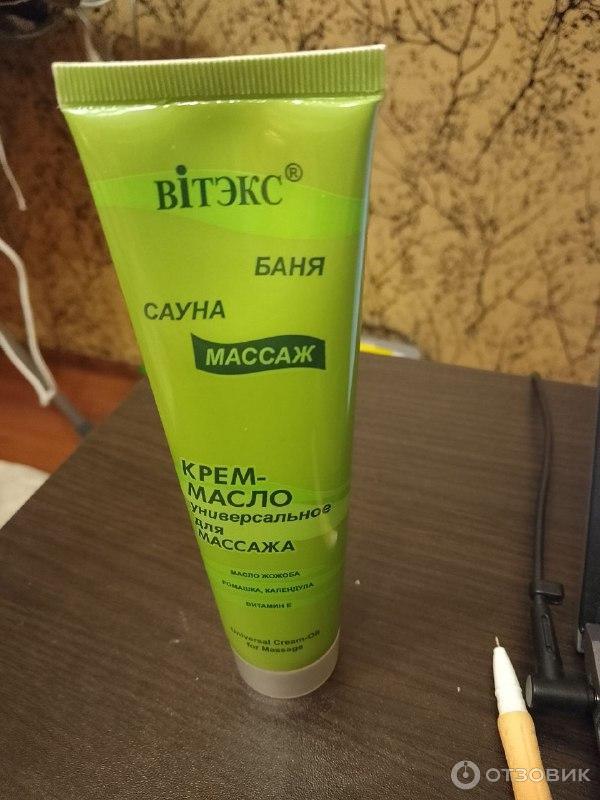 ВІТЭКС®
БАНЯ
САУНА
МАССАЖ
КРЕМ-
МАСЛО
универсальное
для
МАССАЖА
МАСЛО ЖОЖОБА
РОМАШКА, КАЛЕНДУЛА
ВИТАМИН Е
Universal Cream-Oil
for Massage
ОТЗОВИК